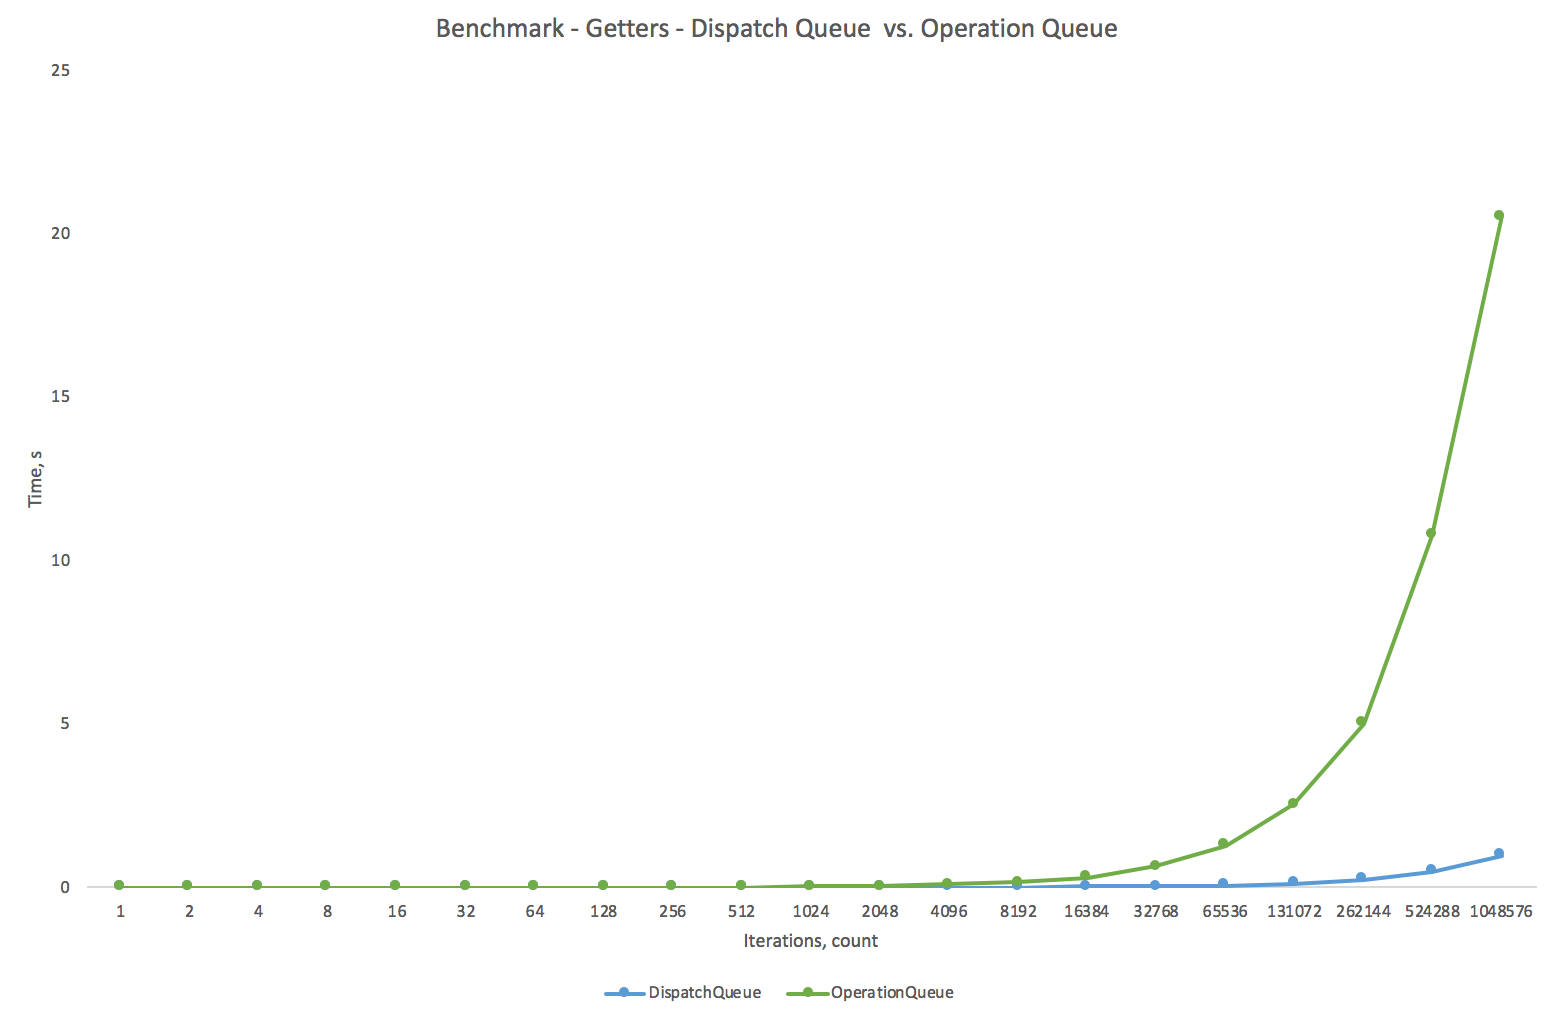 Benchmark - Getters - Dispatch Queue  vs. Operation Queue
25
20
15
10
5
0
Time, s
1 2 4 8 16 32 64 128 256 512 1024 2048 4096 8192 16384 32768 65536 131072 262144 524288 1048576
Iterations, count
DispatchQueue OperationQueue